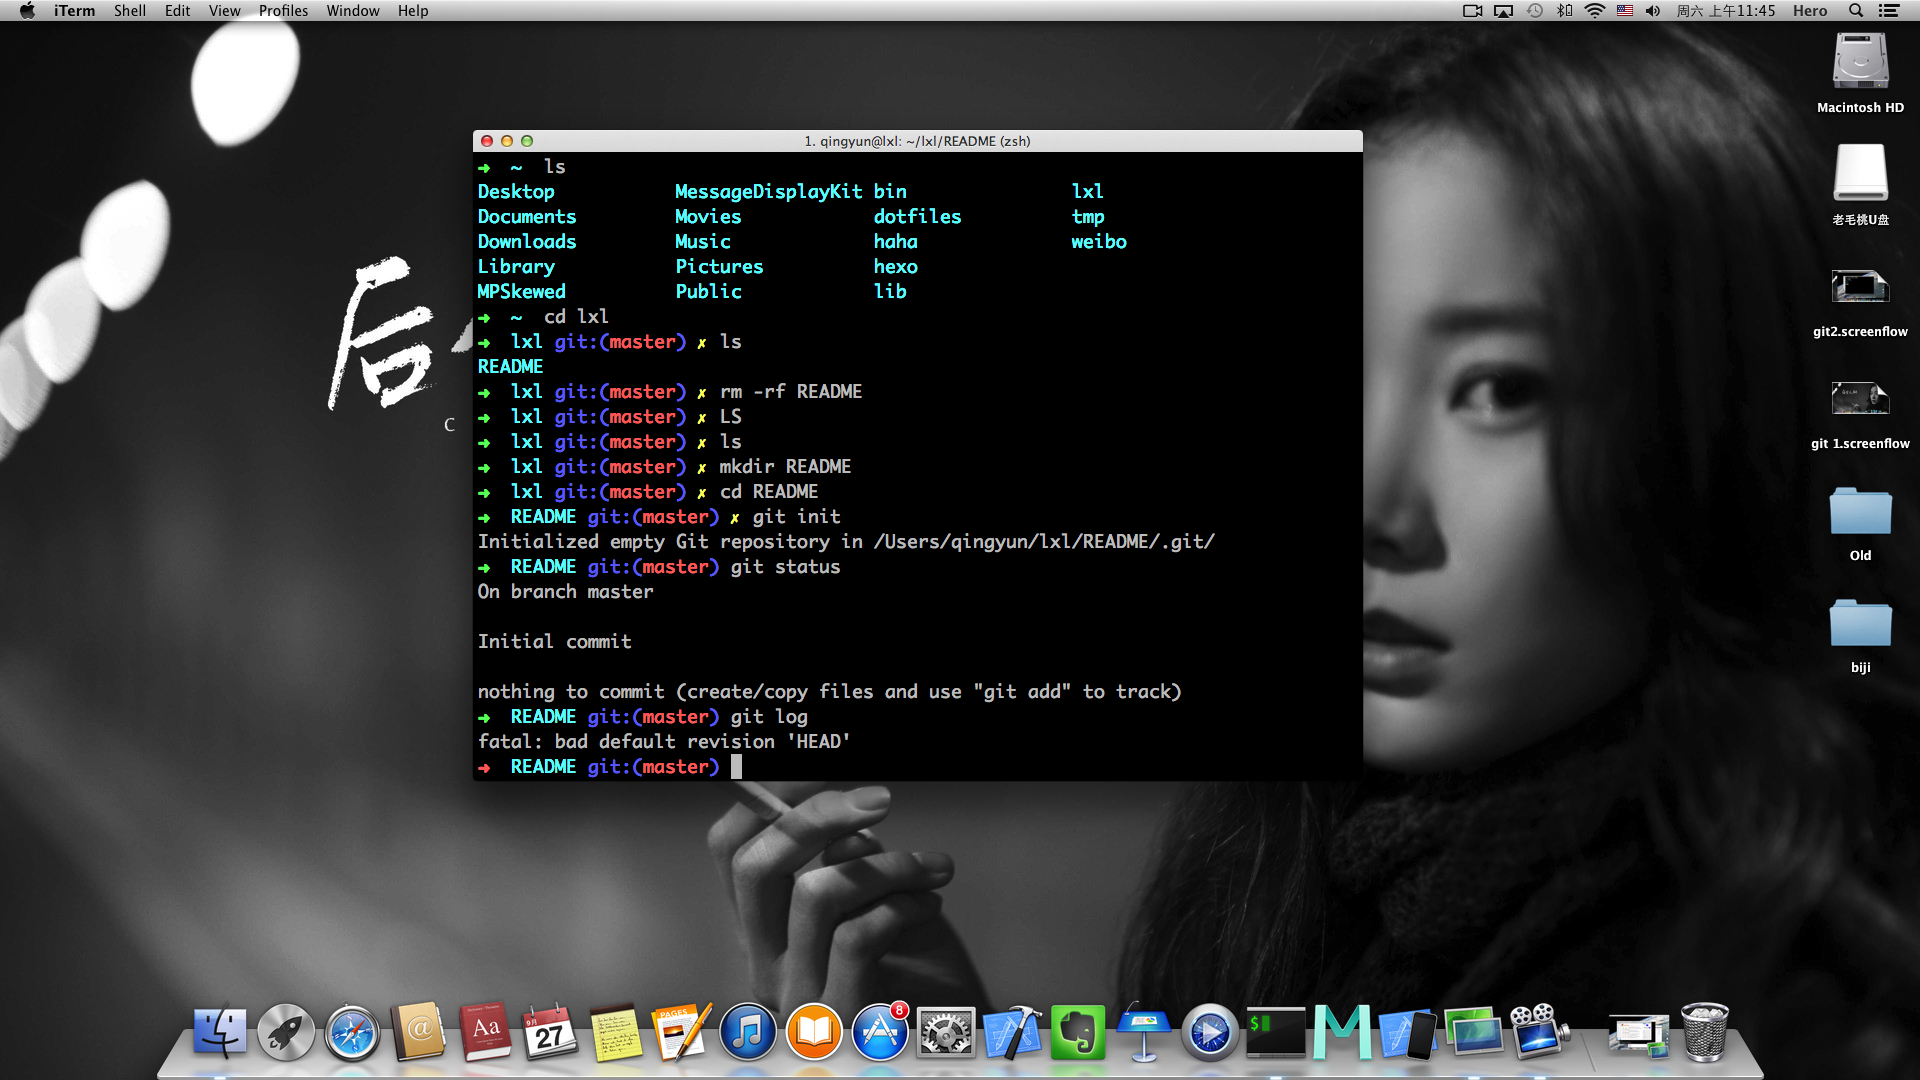 iTerm Shell Edit View Profiles Window Help
周六 上午11:45 Hero
1. qingyun@lxl: ~/lxl/README (zsh)
➜  ~  ls
Desktop MessageDisplayKit bin lxl
Documents Movies dotfiles tmp
Downloads Music haha weibo
Library Pictures hexo
MPSkewed Public lib
➜  ~  cd lxl
➜  lxl git:(master) ✗ ls
README
➜  lxl git:(master) ✗ rm -rf README
➜  lxl git:(master) ✗ LS
➜  lxl git:(master) ✗ ls
➜  lxl git:(master) ✗ mkdir README
➜  lxl git:(master) ✗ cd README
➜  README git:(master) ✗ git init
Initialized empty Git repository in /Users/qingyun/lxl/README/.git/
➜  README git:(master) git status
On branch master
Initial commit
nothing to commit (create/copy files and use "git add" to track)
➜  README git:(master) git log
fatal: bad default revision 'HEAD'
➜  README git:(master)
后
C
Macintosh HD
老毛桃U盘
git2.screenflow
git 1.screenflow
Old
biji
@
Aa
9月
27
PAGES
8
$